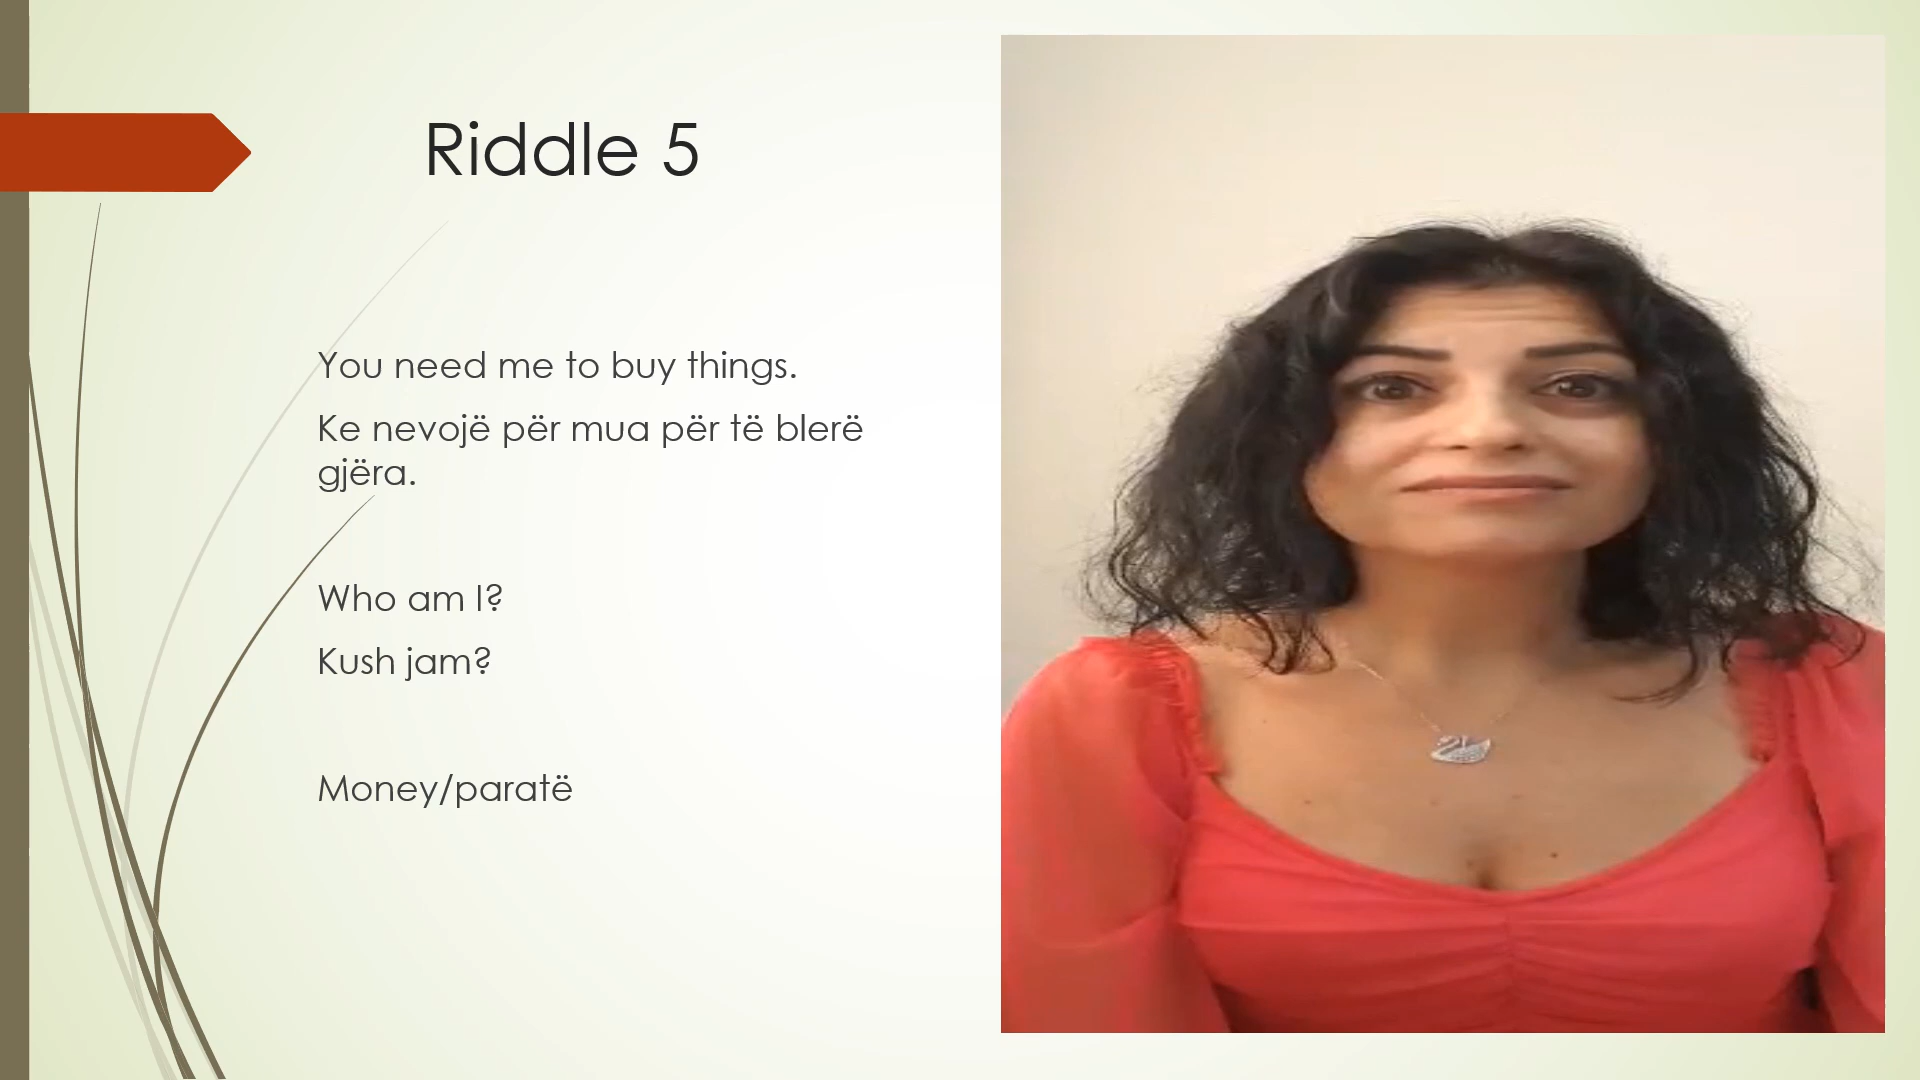 Riddle 5
You need me to buy things.
Ke nevojë për mua për të blerë
gjëra.
Who am I?
Kush jam?
Money/paratë